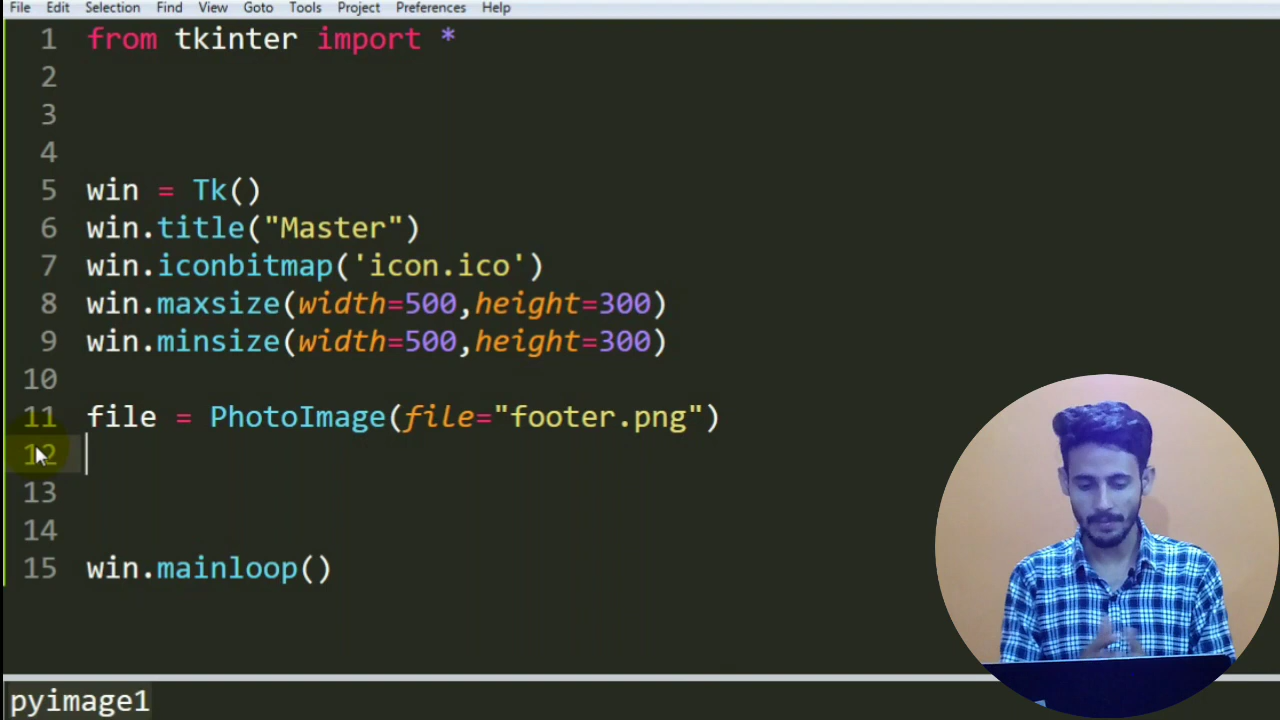 File Edit Selection Find View Goto Tools Project Preferences Help
1 from tkinter import *
2
3
4
5 win = Tk()
6 win.title("Master")
7 win.iconbitmap('icon.ico')
8 win.maxsize(width=500,height=300)
9 win.minsize(width=500,height=300)
10
11 file = PhotoImage(file="footer.png")
12
13
14
15 win.mainloop()
pyimage1